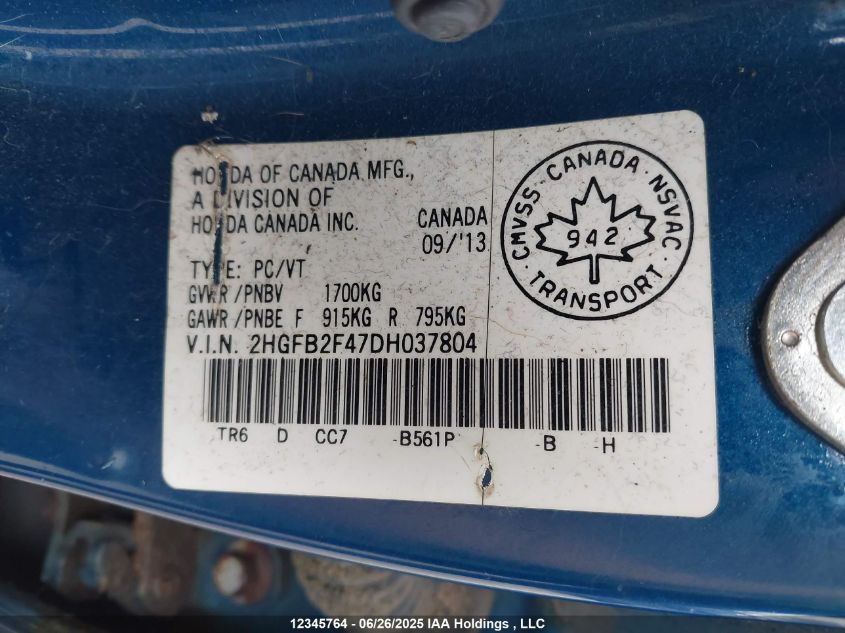 HONDA OF CANADA MFG.,
A DIVISION OF
HONDA CANADA INC.
CANADA
09/'13
TYPE: PC/VT
GVWR/PNBV 1700KG
GAWR/PNBE F 915KG R 795KG
V.I.N. 2HGFB2F47DH037804
TR6 D CC7 -B561P -B -H
CMVSS · CANADA · NSVAC
942
· TRANSPORT ·
12345764 - 06/26/2025 IAA Holdings , LLC